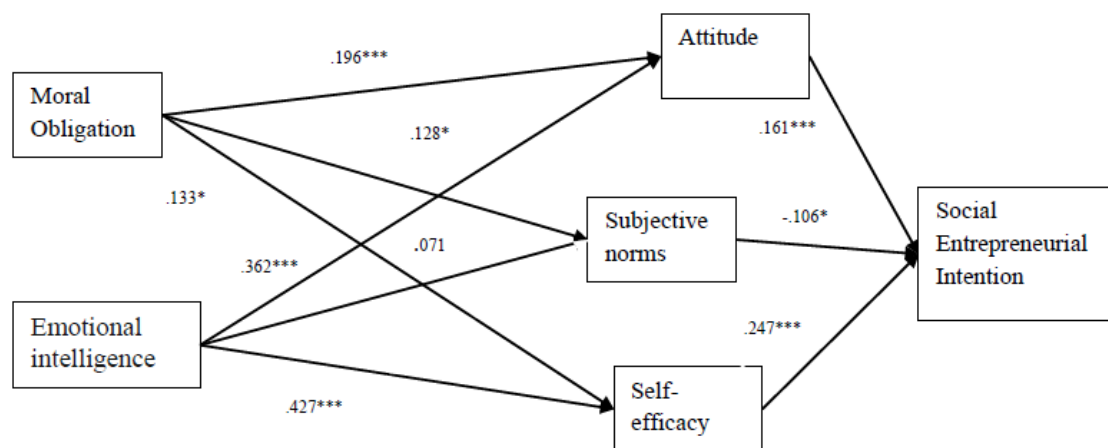 Attitude
.196***
Moral
Obligation
.128*
.161***
.133*
Subjective
norms
-.106*
Social
Entrepreneurial
Intention
.071
.362***
Emotional
intelligence
.247***
Self-
efficacy
.427***